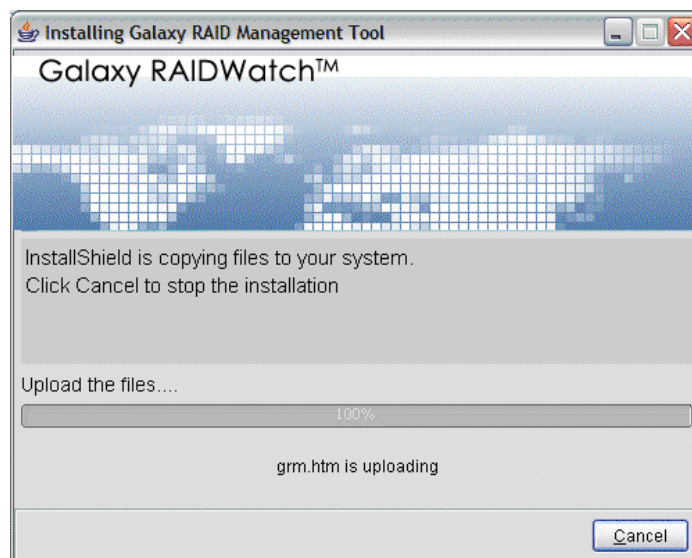 Installing Galaxy RAID Management Tool
Galaxy RAIDWatch™
InstallShield is copying files to your system.
Click Cancel to stop the installation
Upload the files....
100%
grm.htm is uploading
Cancel